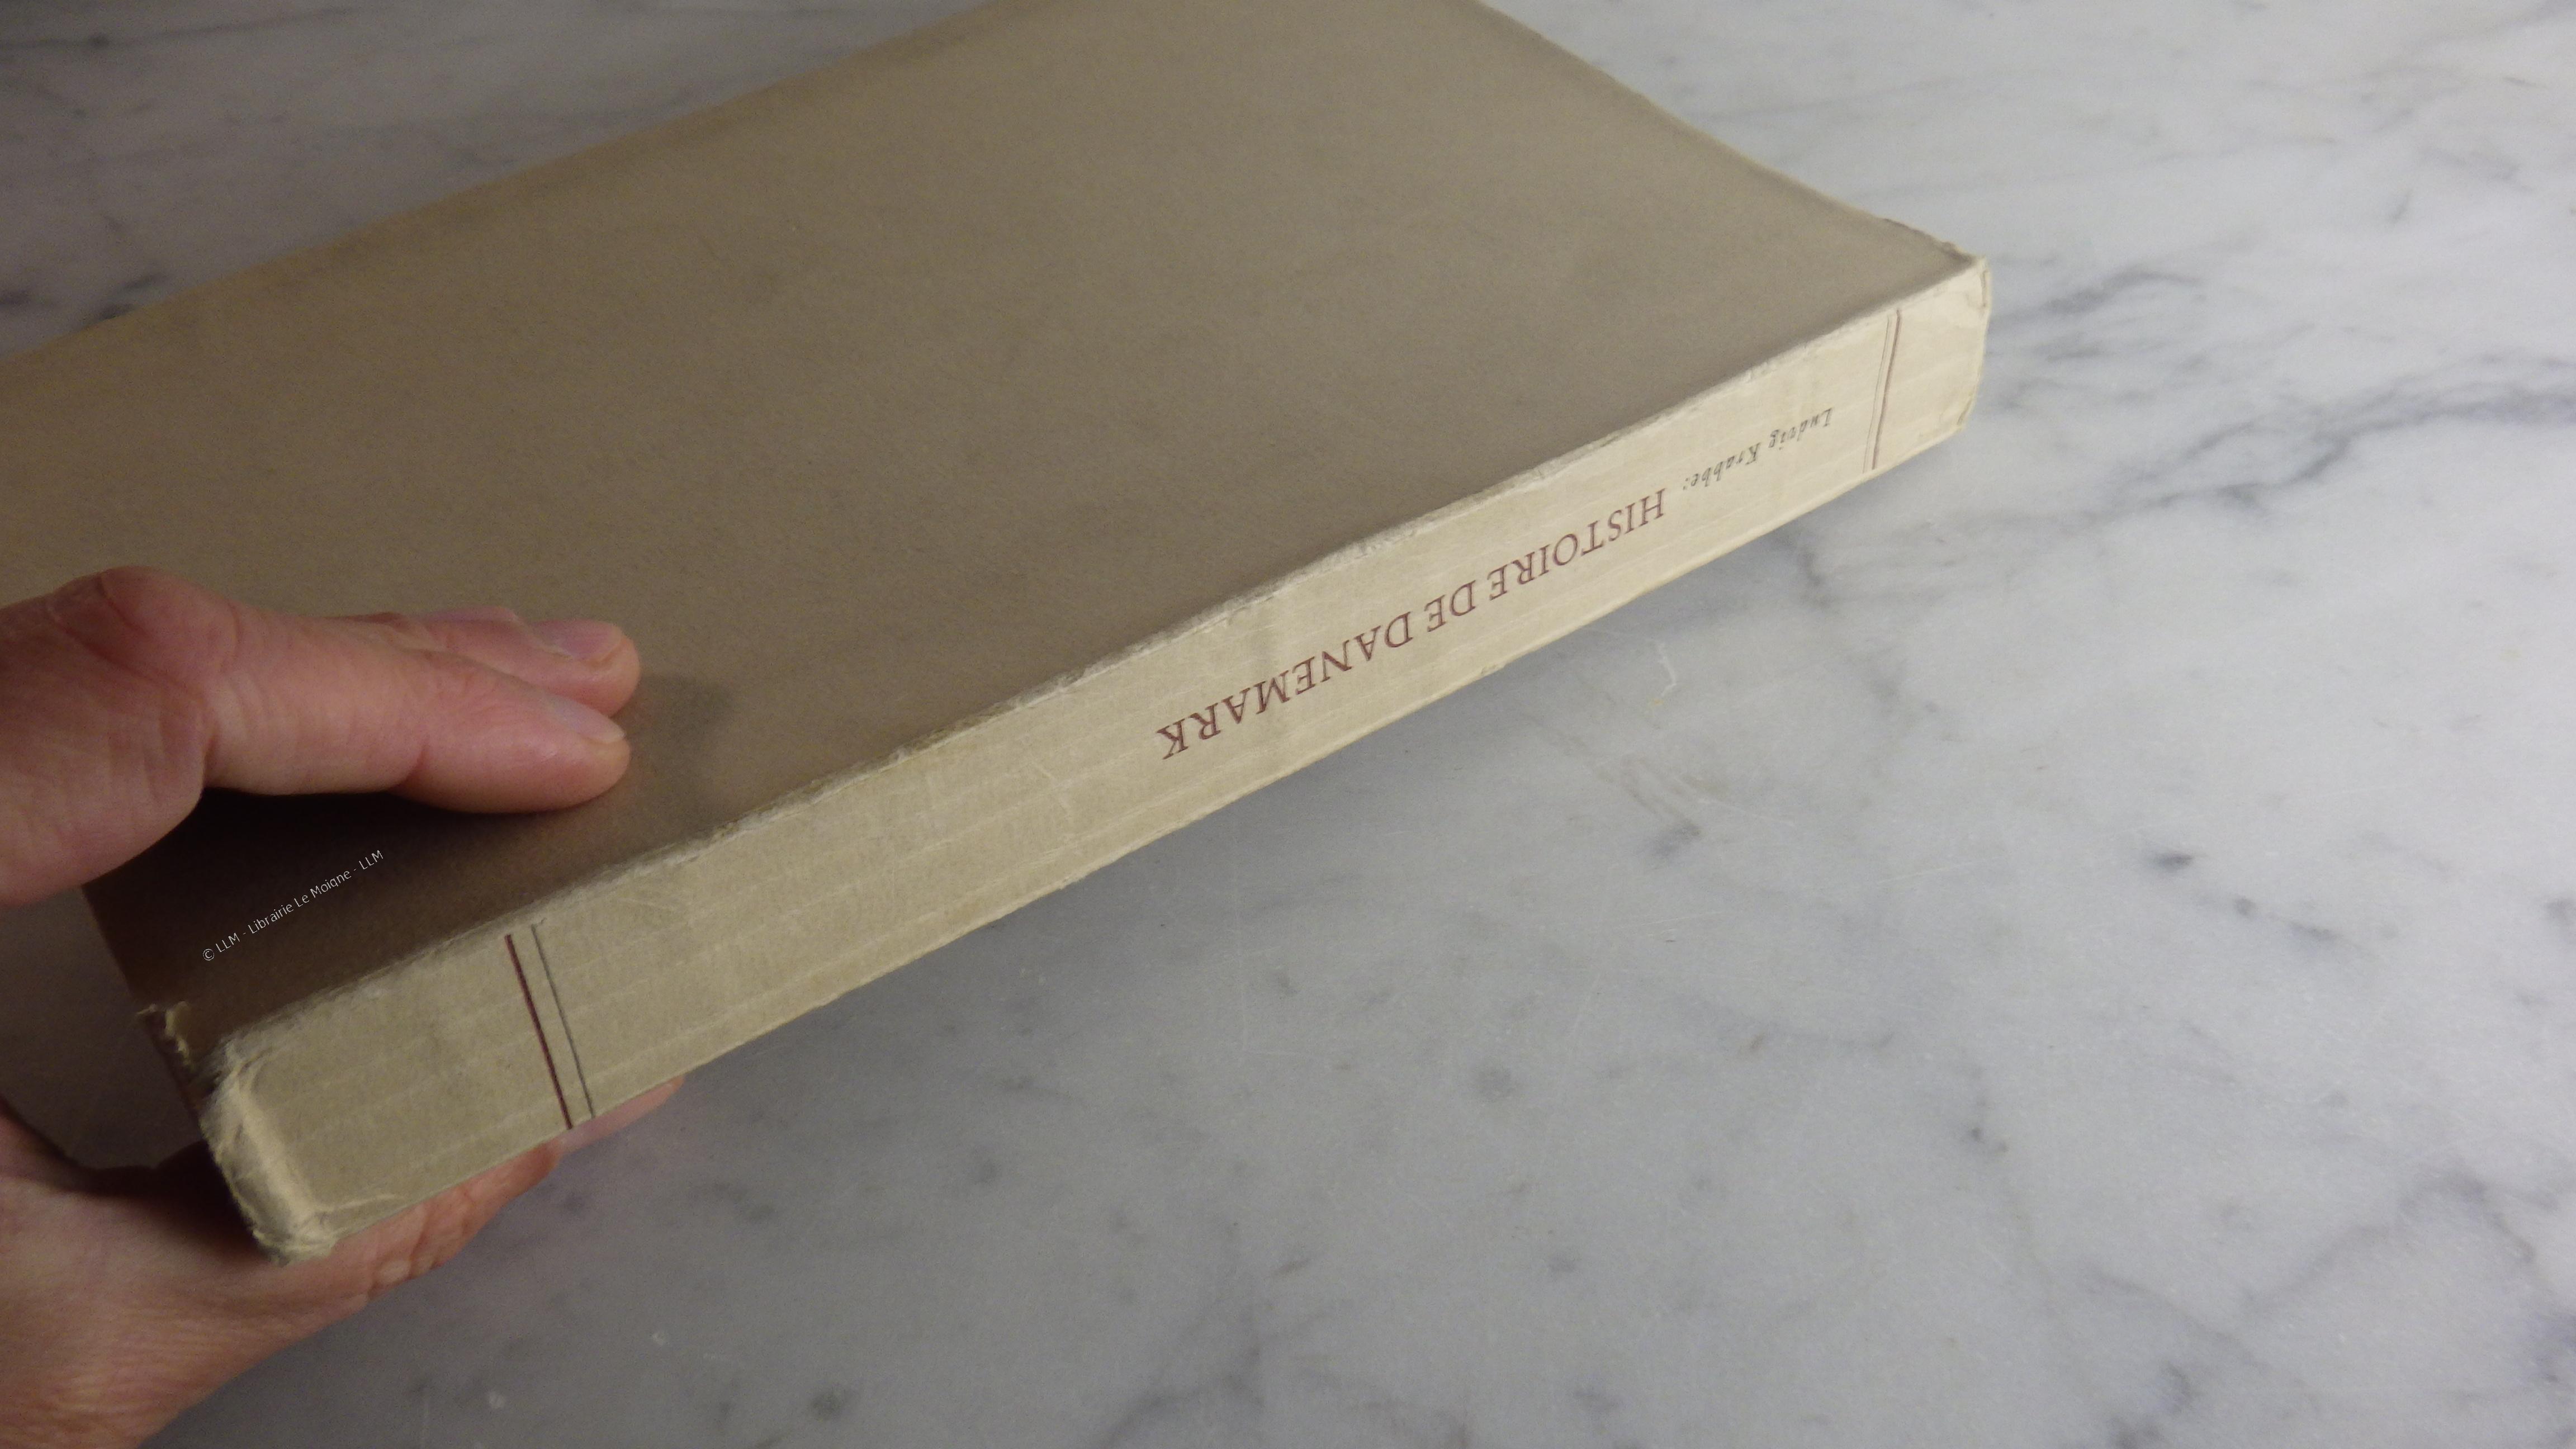 Ludvig Krabbe: HISTOIRE DE DANEMARK
© LLM - Librairie Le Moigne - LLM